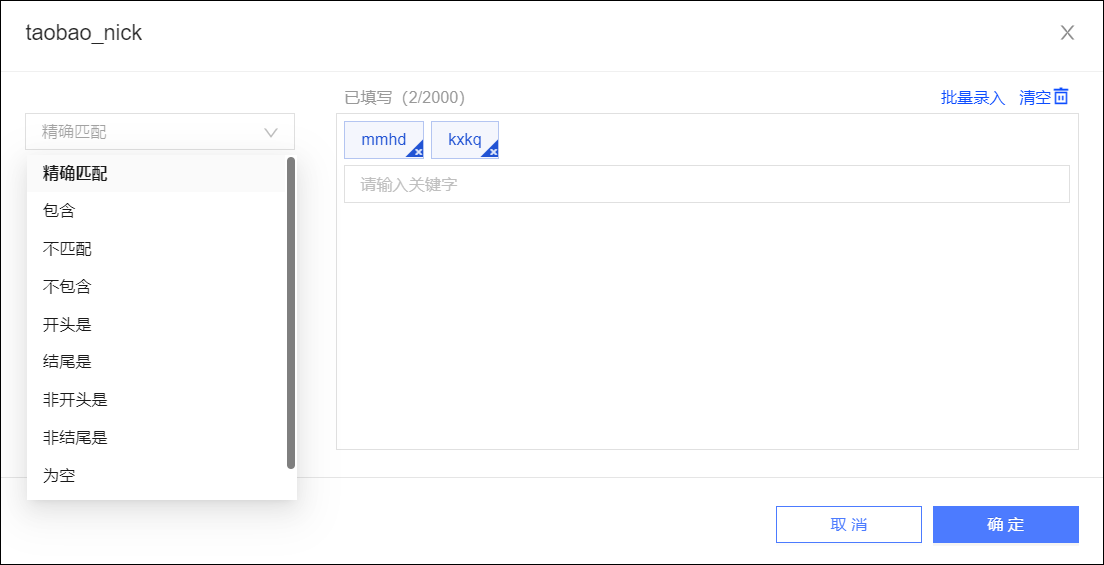 taobao_nick
已填写（2/2000）
批量录入 清空
精确匹配
mmhd kxkq
请输入关键字
精确匹配
包含
不匹配
不包含
开头是
结尾是
非开头是
非结尾是
为空
取消 确定